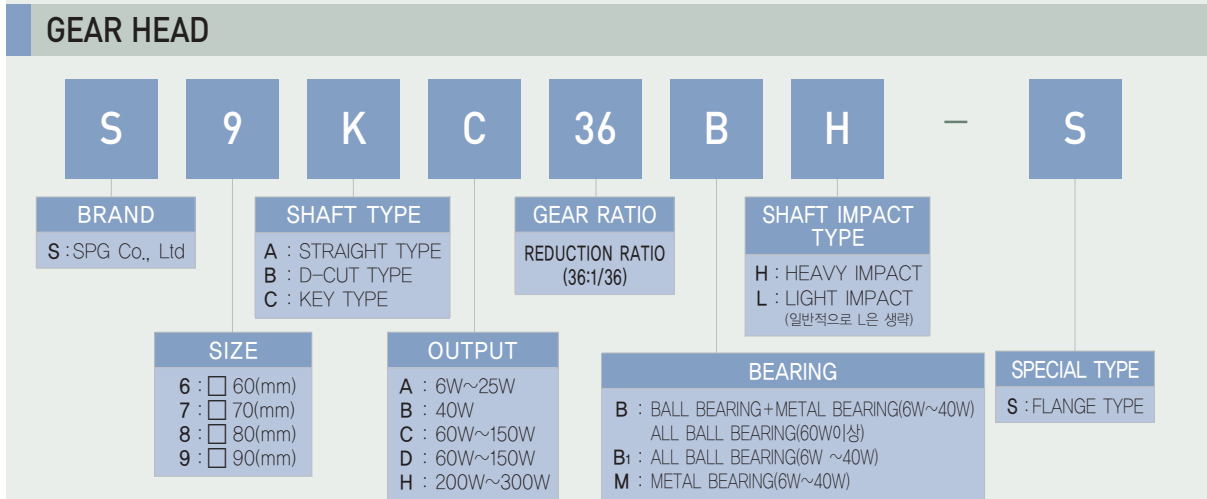 GEAR HEAD
S 9 K C 36 B H - S
BRAND
S : SPG Co., Ltd
SHAFT TYPE
A : STRAIGHT TYPE
B : D-CUT TYPE
C : KEY TYPE
GEAR RATIO
REDUCTION RATIO
(36:1/36)
SHAFT IMPACT
TYPE
H : HEAVY IMPACT
L : LIGHT IMPACT
(일반적으로 L은 생략)
SIZE
6 : □ 60(mm)
7 : □ 70(mm)
8 : □ 80(mm)
9 : □ 90(mm)
OUTPUT
A : 6W~25W
B : 40W
C : 60W~150W
D : 60W~150W
H : 200W~300W
BEARING
B : BALL BEARING+METAL BEARING(6W~40W)
ALL BALL BEARING(60W이상)
B1 : ALL BALL BEARING(6W ~40W)
M : METAL BEARING(6W~40W)
SPECIAL TYPE
S : FLANGE TYPE